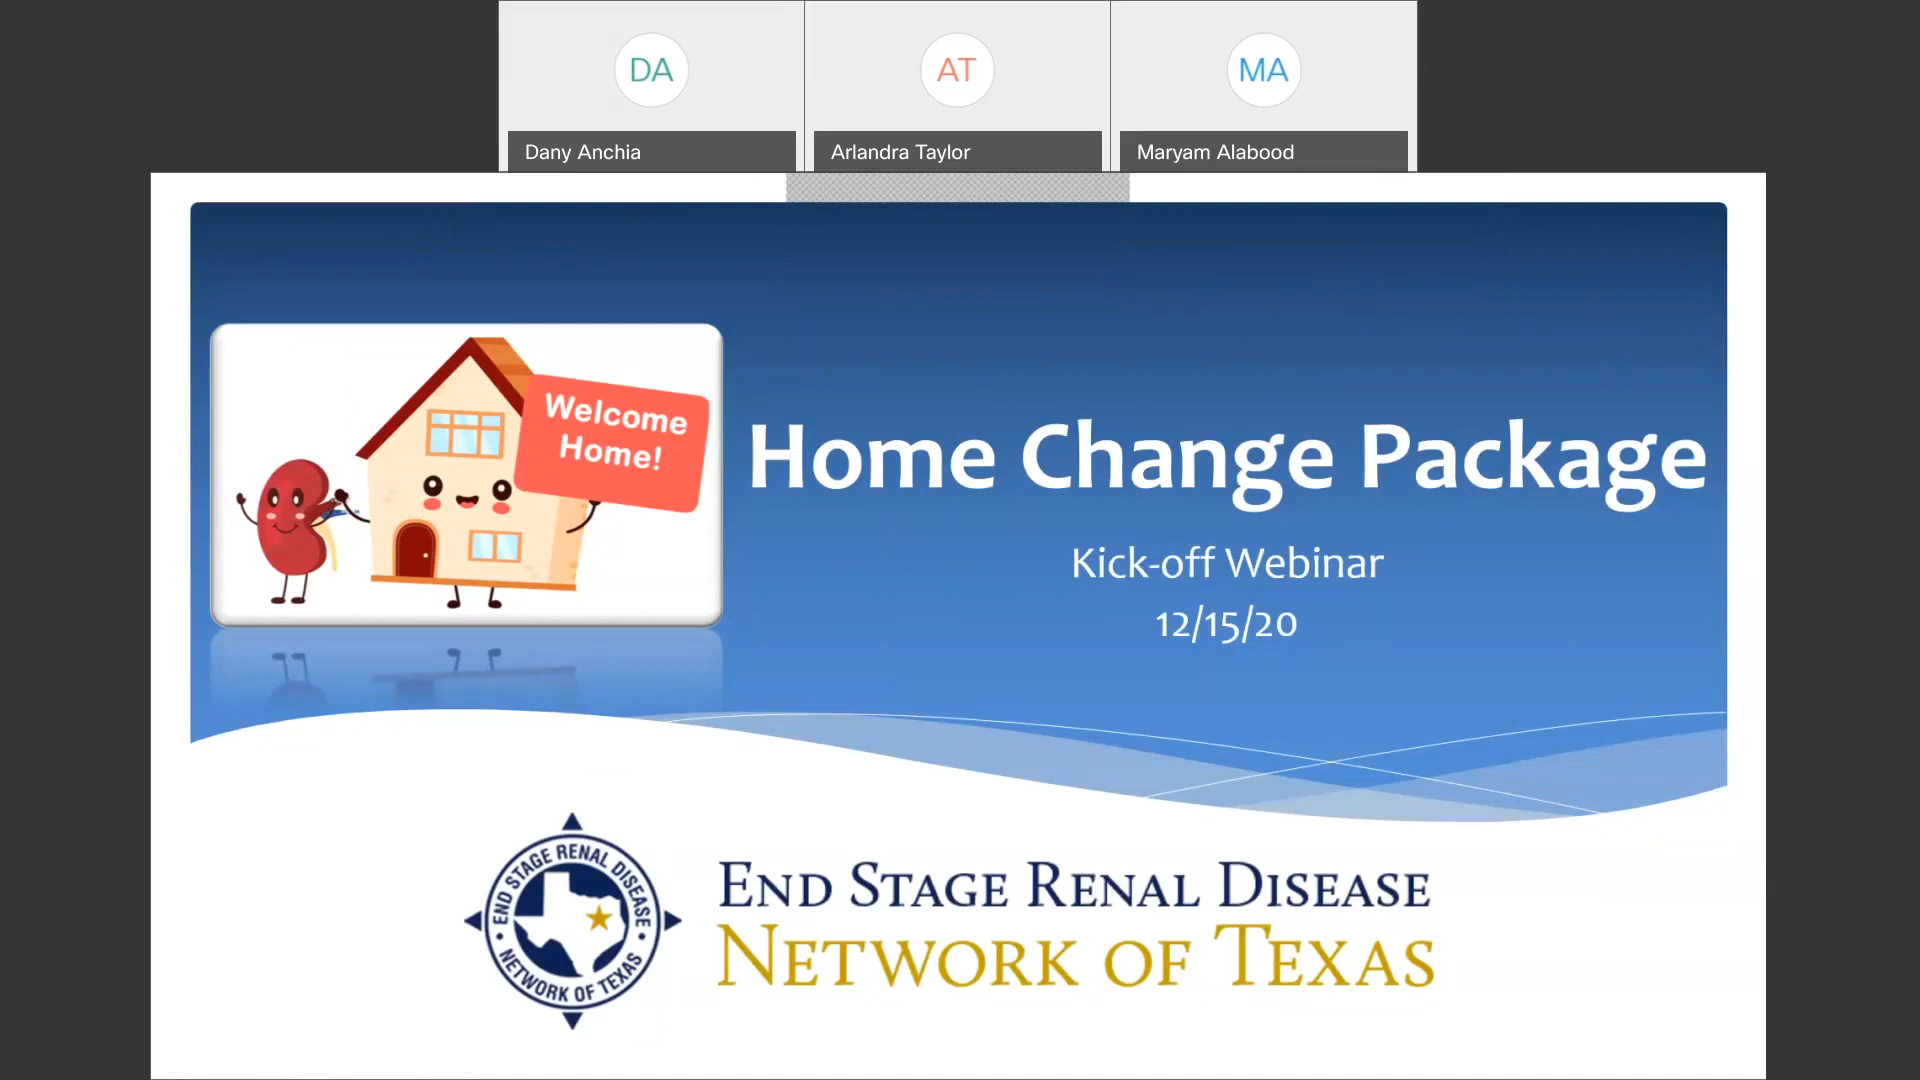 DA
AT
MA
Dany Anchia
Arlandra Taylor
Maryam Alabood
Welcome
Home!
Home Change Package
Kick-off Webinar
12/15/20
END STAGE RENAL DISEASE
NETWORK OF TEXAS
END STAGE RENAL DISEASE
NETWORK OF TEXAS